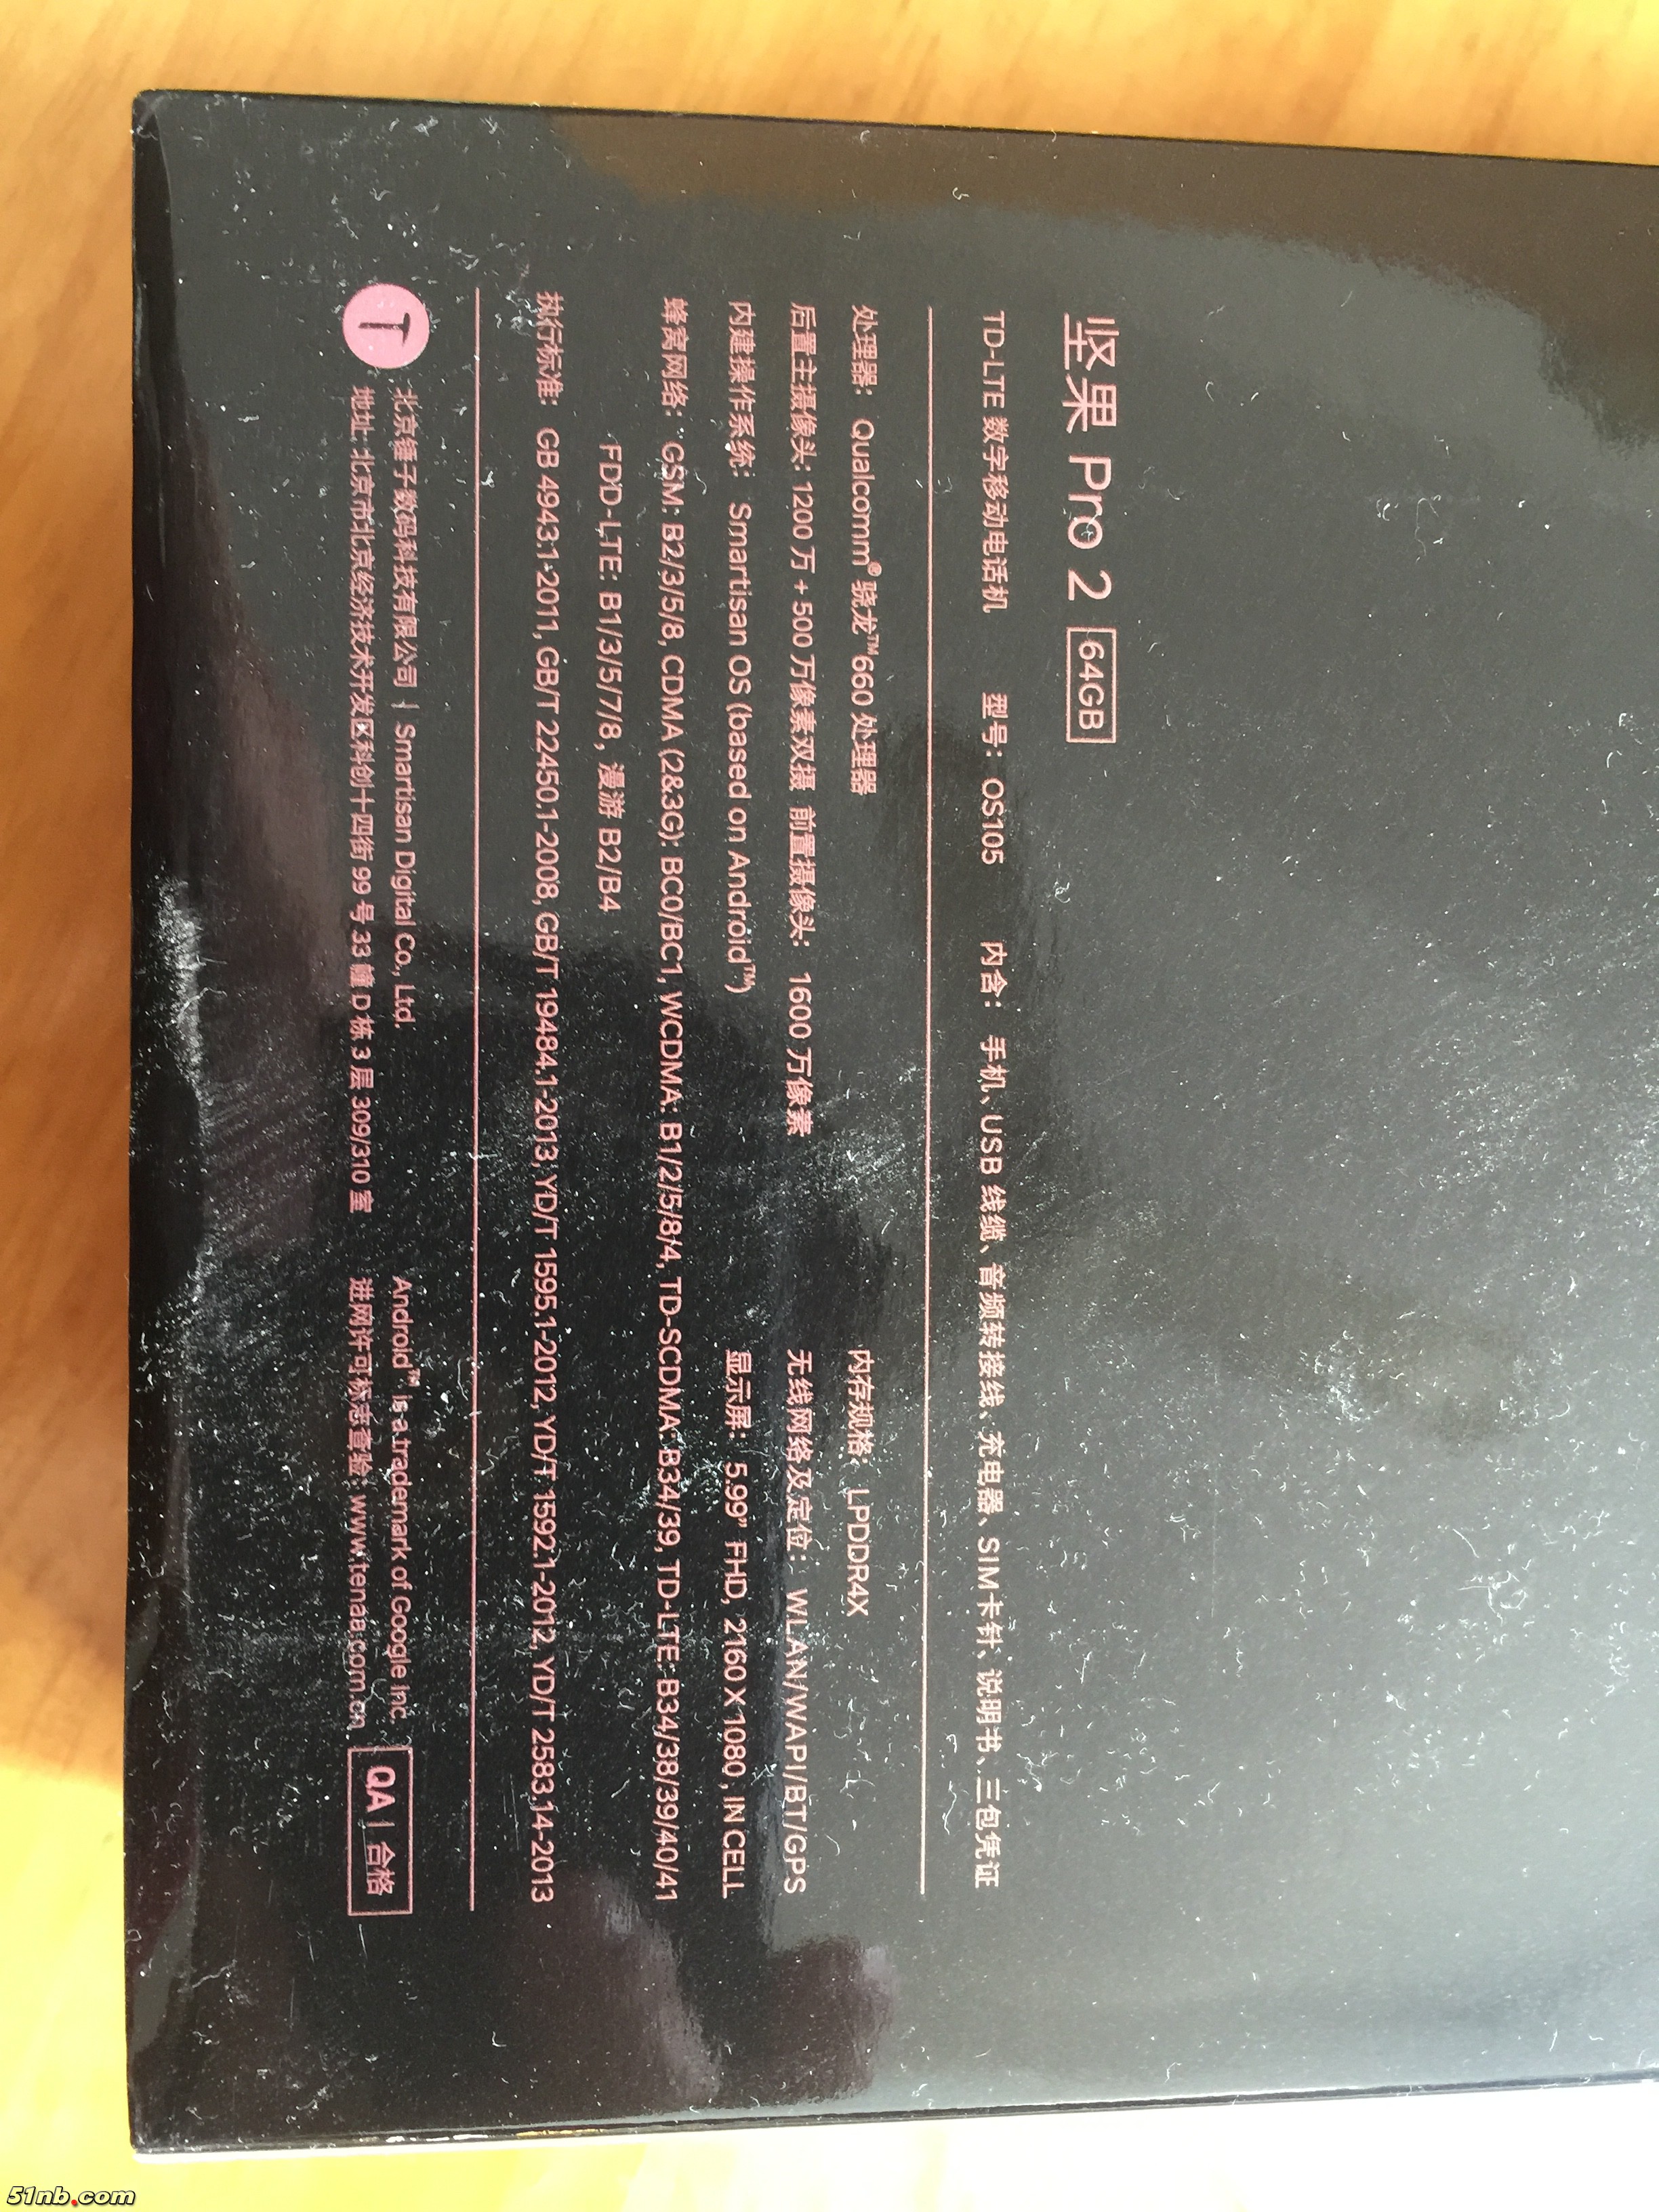 坚果 Pro 2 64GB
TD-LTE 数字移动电话机 型号：OS105 内含：手机、USB 线缆、音频转接线、充电器、SIM卡针、说明书、三包凭证
处理器：Qualcomm® 骁龙™660 处理器 内存规格：LPDDR4X
后置主摄像头：1200 万 + 500 万像素双摄 前置摄像头：1600 万像素 无线网络及定位：WLAN/WAPI/BT/GPS
内建操作系统：Smartisan OS (based on Android™) 显示屏：5.99" FHD, 2160 X 1080, IN CELL
蜂窝网络：GSM: B2/3/5/8, CDMA (2&3G): BC0/BC1, WCDMA: B1/2/5/8/4, TD-SCDMA: B34/39, TD-LTE: B34/38/39/40/41
FDD-LTE: B1/3/5/7/8, 漫游 B2/B4
执行标准：GB 4943.1-2011, GB/T 22450.1-2008, GB/T 19484.1-2013, YD/T 1595.1-2012, YD/T 1592.1-2012, YD/T 2583.14-2013
T
北京锤子数码科技有限公司 | Smartisan Digital Co., Ltd. Android™ is a trademark of Google Inc.
地址: 北京市北京经济技术开发区科创十四街 99 号 33 幢 D 栋 3 层 309/310 室 进网许可标志查验：www.tenaa.com.cn
QA | 合格
51nb.com